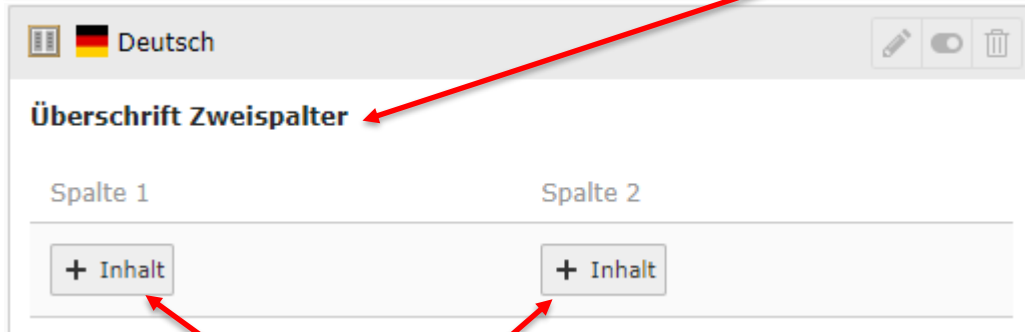 Deutsch
Überschrift Zweispalter
Spalte 1 Spalte 2
+ Inhalt + Inhalt